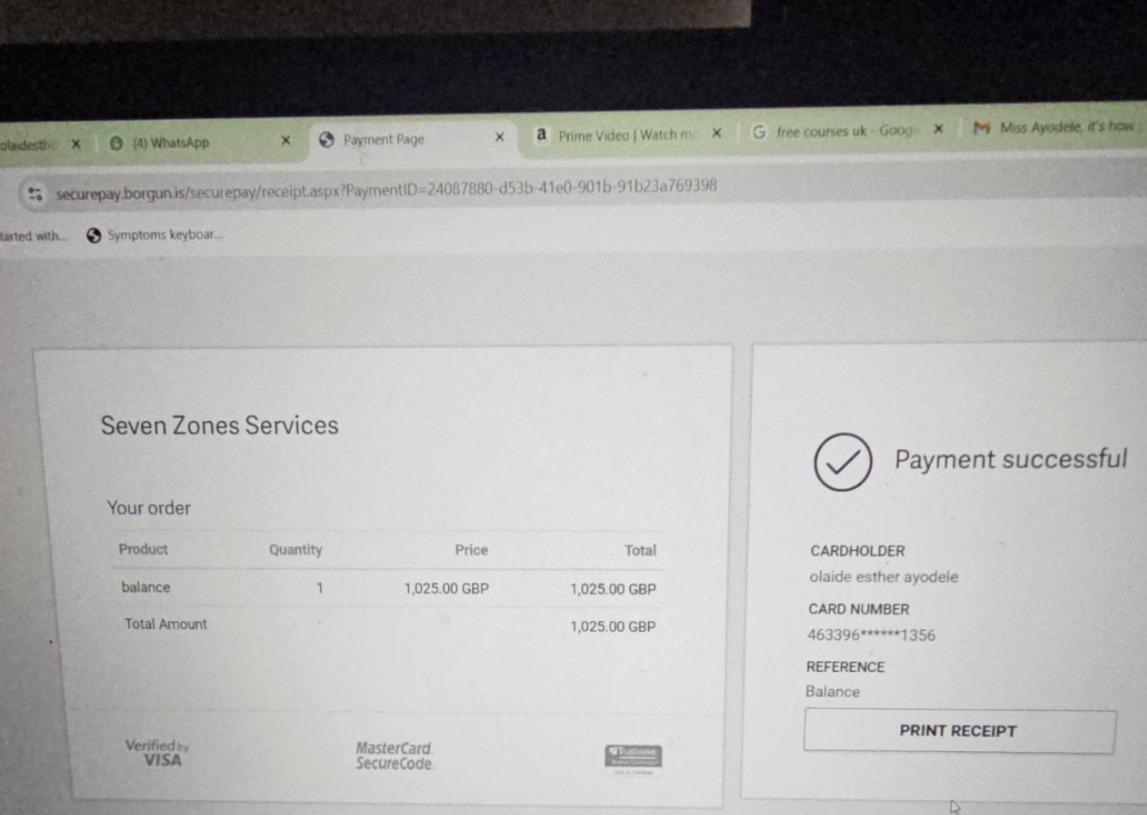 olaidesthe
(4) WhatsApp
Payment Page
a Prime Video | Watch m
G free courses uk - Goog
M Miss Ayodele, it's how
securepay.borgun.is/securepay/receipt.aspx?PaymentID=24087880-d53b-41e0-901b-91b23a769398
tarted with...
Symptoms keyboar...
Seven Zones Services
Your order
Product Quantity Price Total
balance 1 1,025.00 GBP 1,025.00 GBP
Total Amount 1,025.00 GBP
Verified by
VISA
MasterCard.
SecureCode.
Payment successful
CARDHOLDER
olaide esther ayodele
CARD NUMBER
463396******1356
REFERENCE
Balance
PRINT RECEIPT